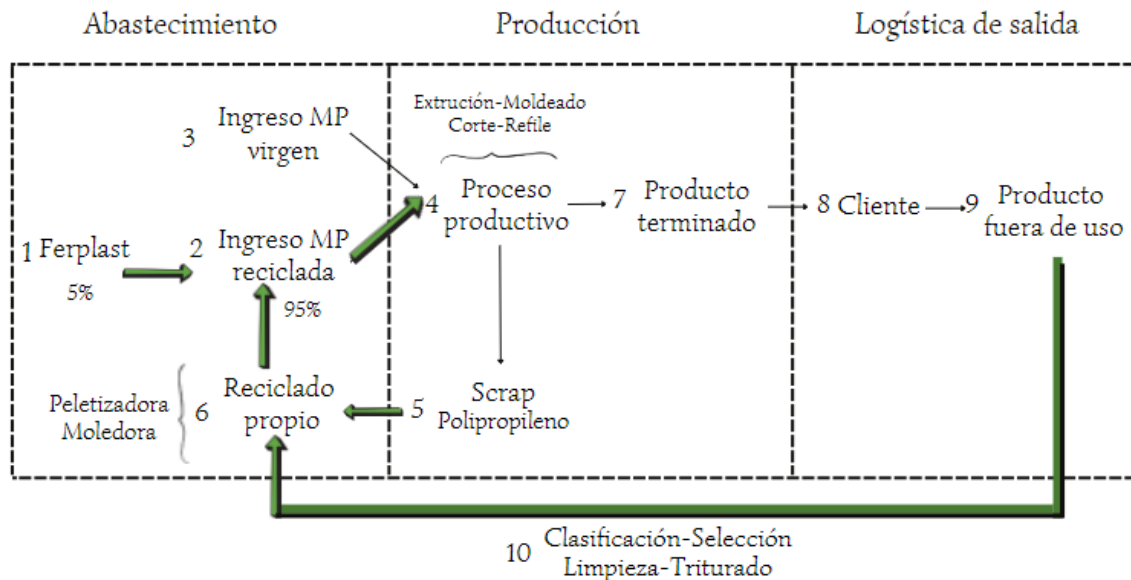 Abastecimiento
Producción
Logística de salida
3 Ingreso MP
virgen
Extrución-Moldeado
Corte-Refile
4 Proceso
productivo
7 Producto
terminado
8 Cliente
9 Producto
fuera de uso
1 Ferplast
5%
2 Ingreso MP
reciclada
95%
Peletizadora
Moledora
6 Reciclado
propio
5 Scrap
Polipropileno
10 Clasificación-Selección
Limpieza-Triturado